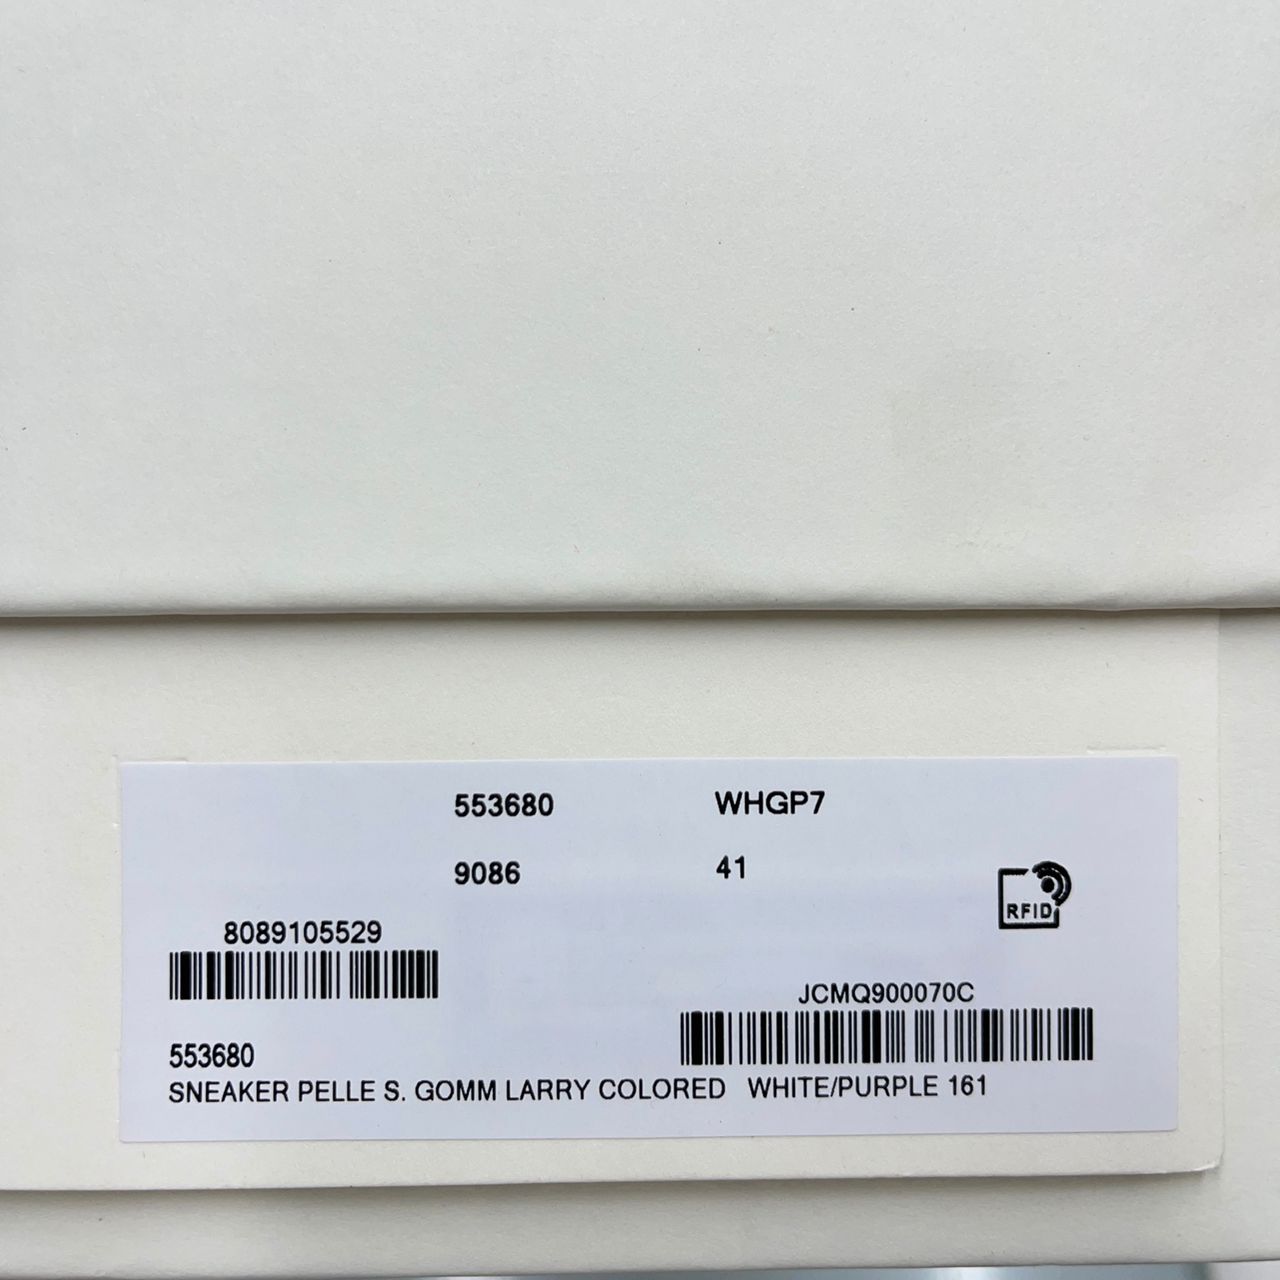 553680 WHGP7
9086 41
RFID
8089105529
JCMQ900070C
553680
SNEAKER PELLE S. GOMM LARRY COLORED WHITE/PURPLE 161